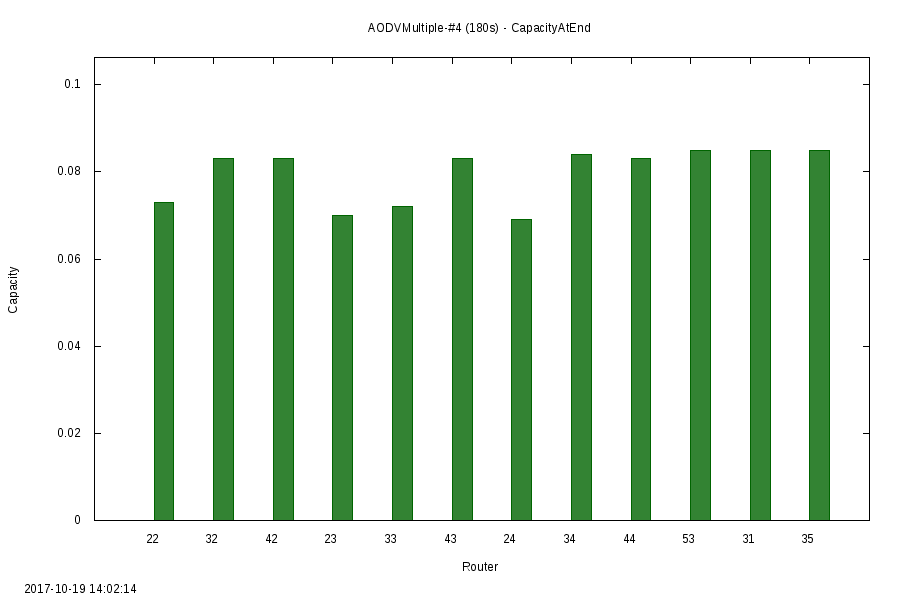 AODVMultiple-#4 (180s) - CapacityAtEnd
0.1
0.08
0.06
0.04
0.02
0
Capacity
22 32 42 23 33 43 24 34 44 53 31 35
Router
2017-10-19 14:02:14